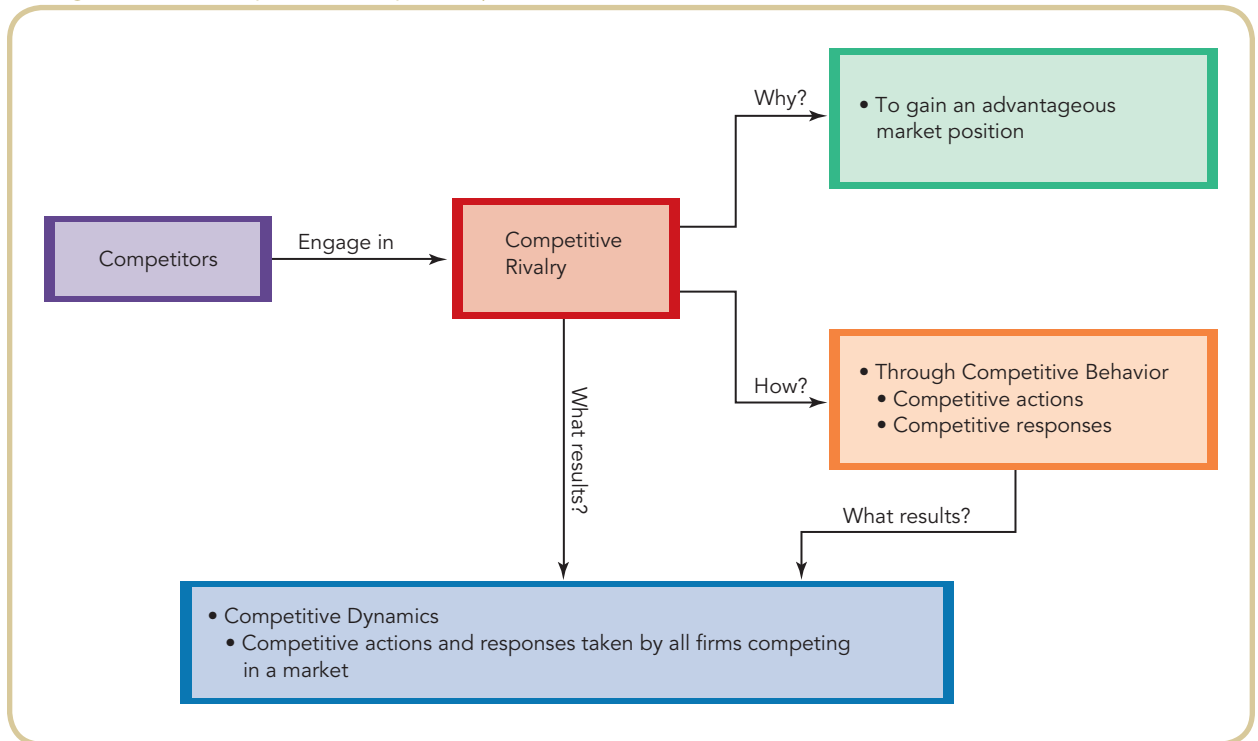 Why?
• To gain an advantageous
market position
Competitors
Engage in
Competitive
Rivalry
How?
• Through Competitive Behavior
• Competitive actions
• Competitive responses
What results?
What results?
• Competitive Dynamics
• Competitive actions and responses taken by all firms competing
in a market